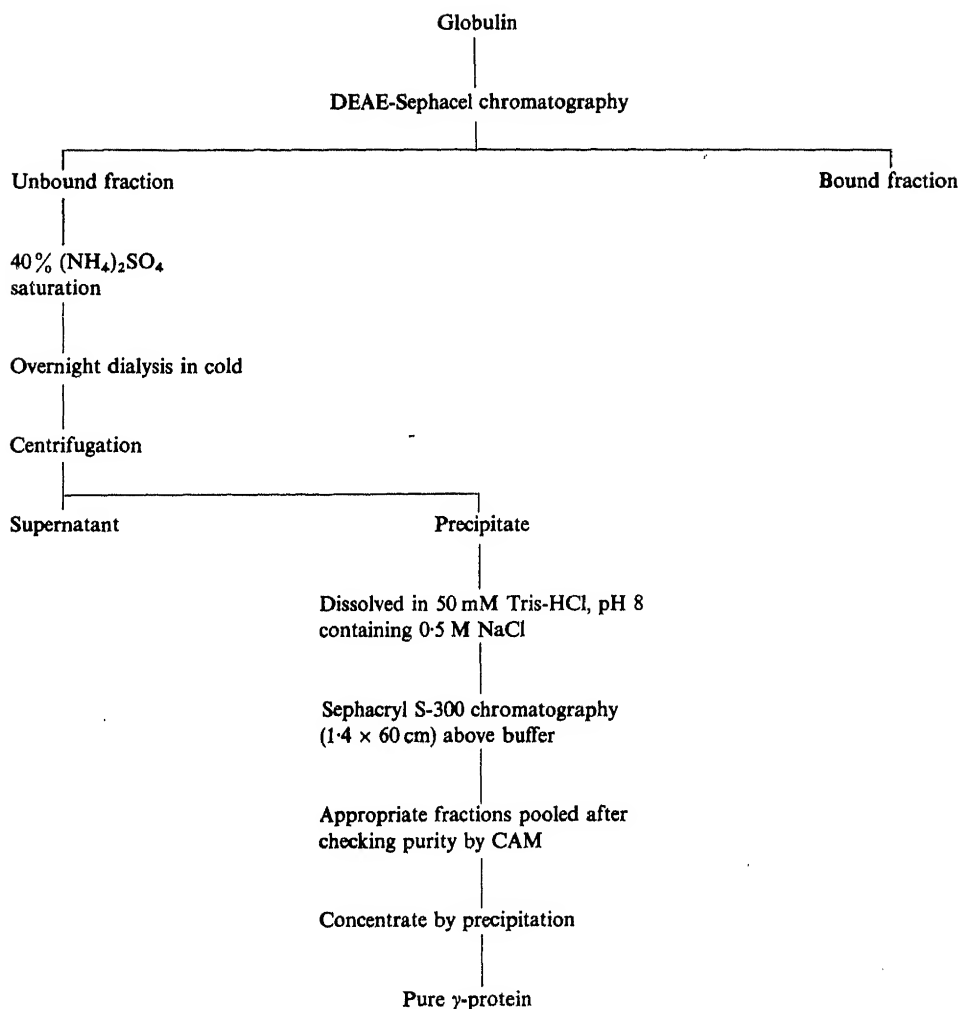 Globulin
DEAE-Sephacel chromatography
Unbound fraction
Bound fraction
40% (NH₄)₂SO₄
saturation
Overnight dialysis in cold
Centrifugation
Supernatant
Precipitate
Dissolved in 50 mM Tris-HCl, pH 8
containing 0·5 M NaCl
Sephacryl S-300 chromatography
(1·4 × 60 cm) above buffer
Appropriate fractions pooled after
checking purity by CAM
Concentrate by precipitation
Pure γ-protein